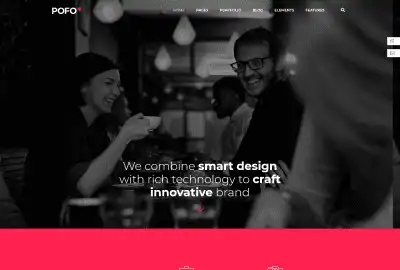 POFO
HOME PAGES PORTFOLIO BLOG ELEMENTS FEATURES
We combine smart design
with rich technology to craft
innovative brand